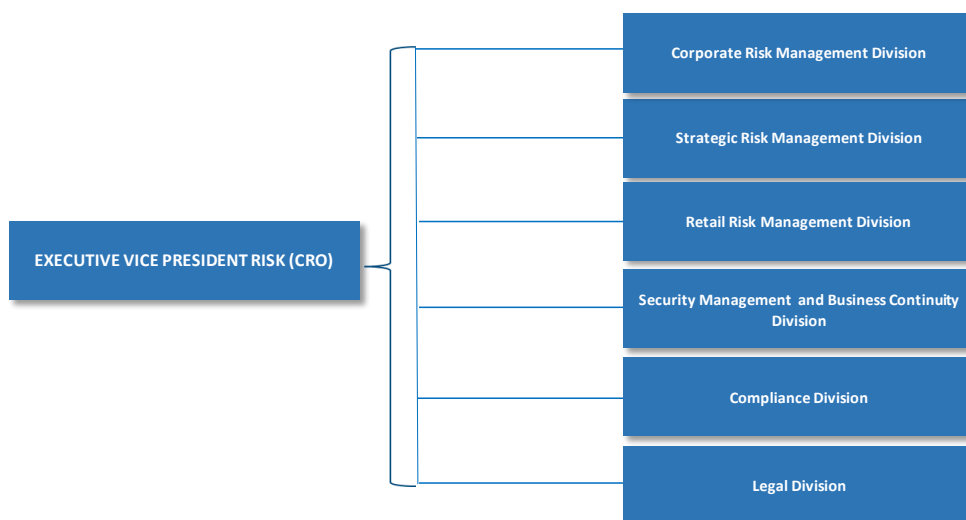 Corporate Risk Management Division
Strategic Risk Management Division
Retail Risk Management Division
EXECUTIVE VICE PRESIDENT RISK (CRO)
Security Management and Business Continuity
Division
Compliance Division
Legal Division